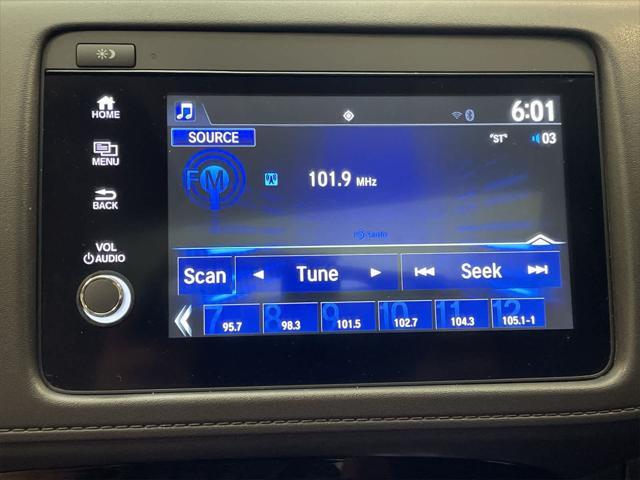 HOME
MENU
BACK
VOL
AUDIO
6:01
SOURCE
"ST"
03
FM
101.9 MHz
Scan
Tune
Seek
7 95.7
8 98.3
9 101.5
10 102.7
11 104.3
12 105.1-1